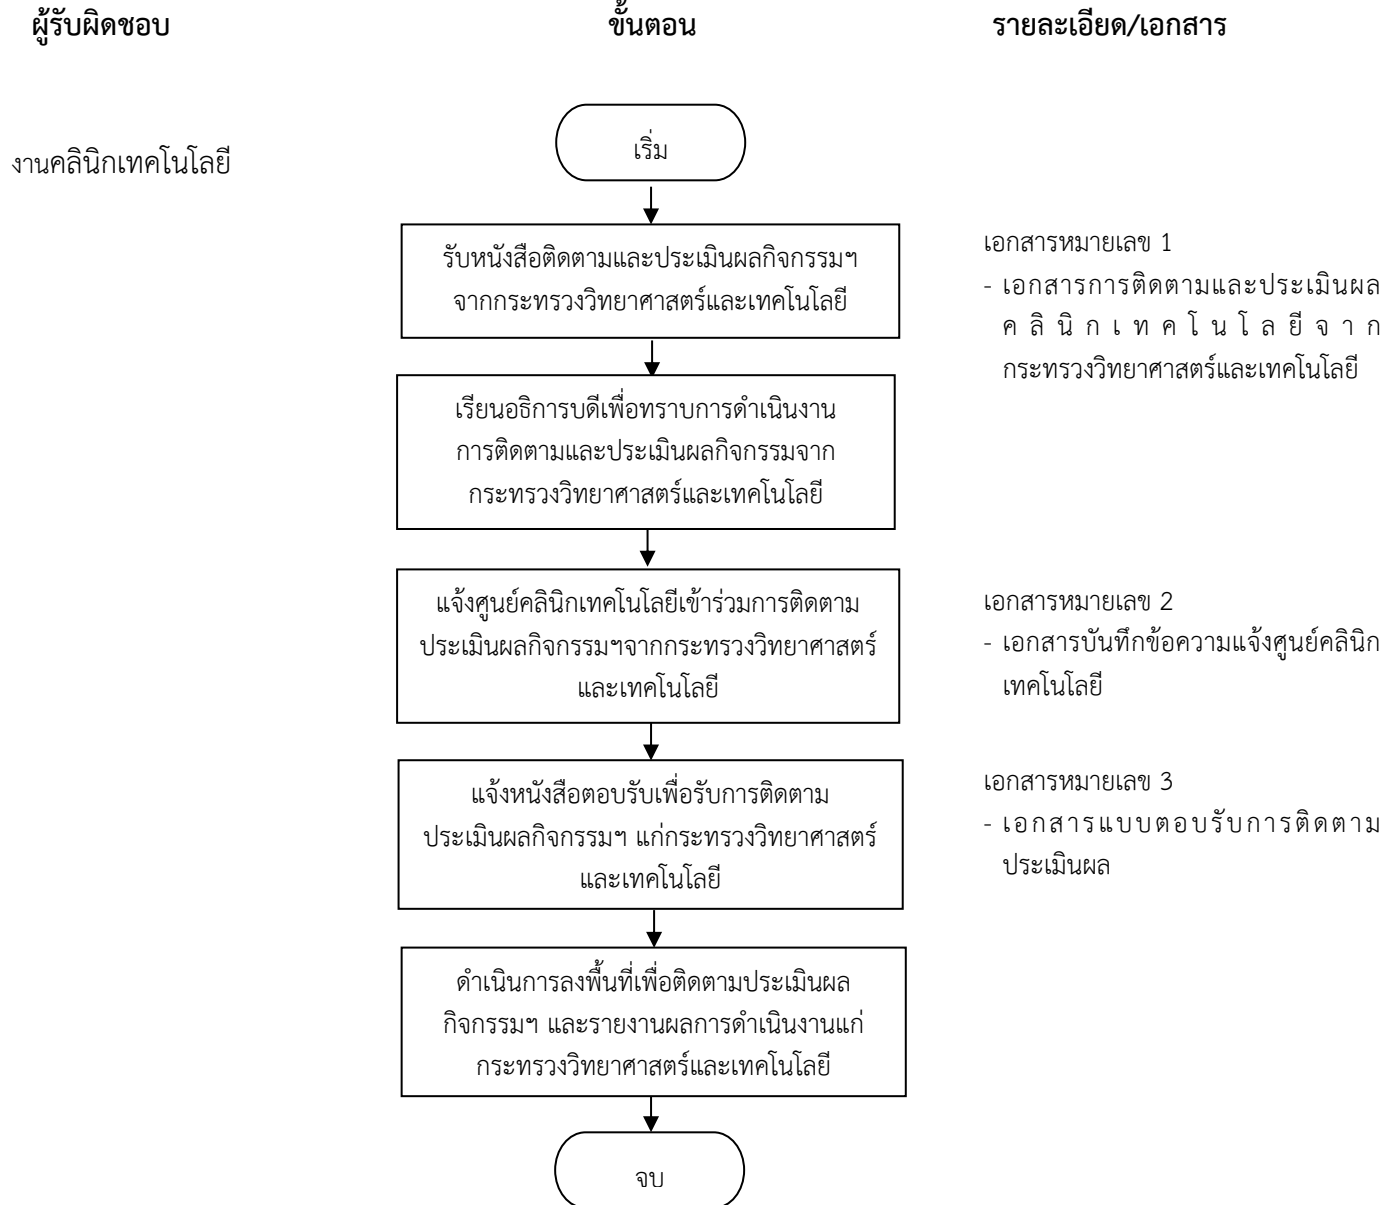 ผู้รับผิดชอบ
ขั้นตอน
รายละเอียด/เอกสาร
งานคลินิกเทคโนโลยี
เริ่ม
รับหนังสือติดตามและประเมินผลกิจกรรมฯ
จากกระทรวงวิทยาศาสตร์และเทคโนโลยี
เอกสารหมายเลข 1
- เอกสารการติดตามและประเมินผล
คลินิกเทคโนโลยีจาก
กระทรวงวิทยาศาสตร์และเทคโนโลยี
เรียนอธิการบดีเพื่อทราบการดำเนินงาน
การติดตามและประเมินผลกิจกรรมจาก
กระทรวงวิทยาศาสตร์และเทคโนโลยี
แจ้งศูนย์คลินิกเทคโนโลยีเข้าร่วมการติดตาม
ประเมินผลกิจกรรมฯจากกระทรวงวิทยาศาสตร์
และเทคโนโลยี
เอกสารหมายเลข 2
- เอกสารบันทึกข้อความแจ้งศูนย์คลินิก
เทคโนโลยี
แจ้งหนังสือตอบรับเพื่อรับการติดตาม
ประเมินผลกิจกรรมฯ แก่กระทรวงวิทยาศาสตร์
และเทคโนโลยี
เอกสารหมายเลข 3
- เอกสารแบบตอบรับการติดตาม
ประเมินผล
ดำเนินการลงพื้นที่เพื่อติดตามประเมินผล
กิจกรรมฯ และรายงานผลการดำเนินงานแก่
กระทรวงวิทยาศาสตร์และเทคโนโลยี
จบ